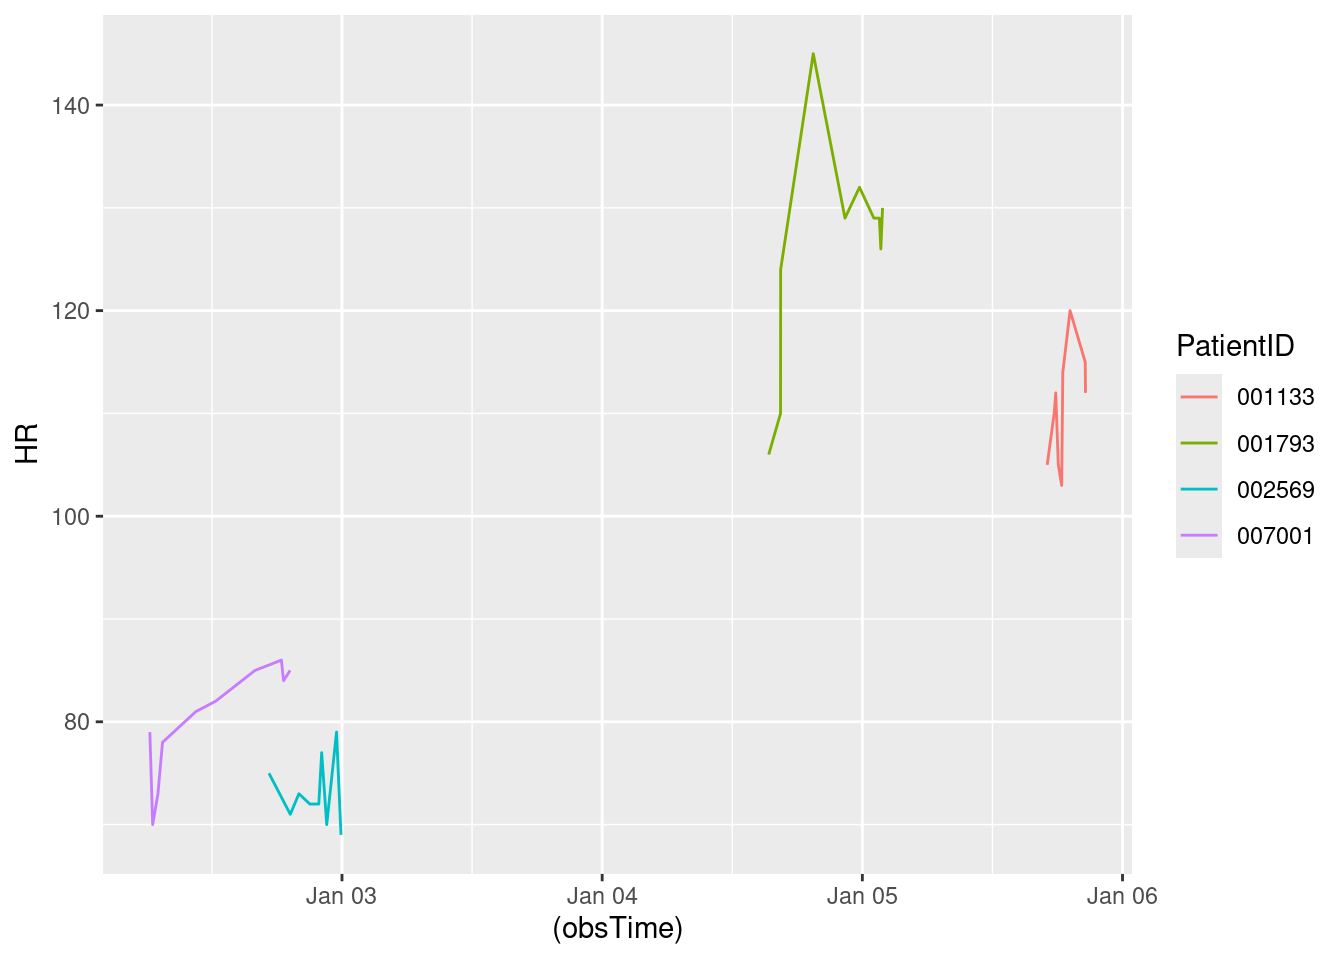 140
120
100
80
HR
Jan 03
Jan 04
Jan 05
Jan 06
(obsTime)
PatientID
001133
001793
002569
007001